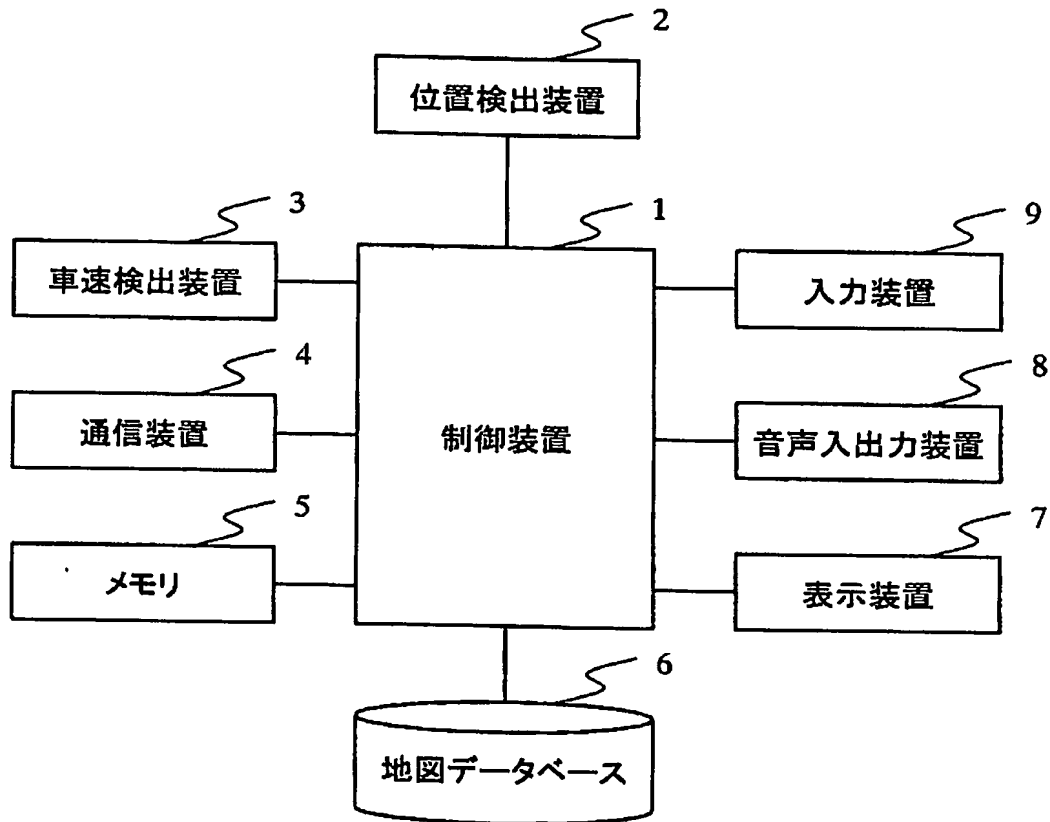 2
位置検出装置
3
1
9
車速検出装置
入力装置
4
8
通信装置
制御装置
音声入出力装置
5
7
メモリ
表示装置
6
地図データベース